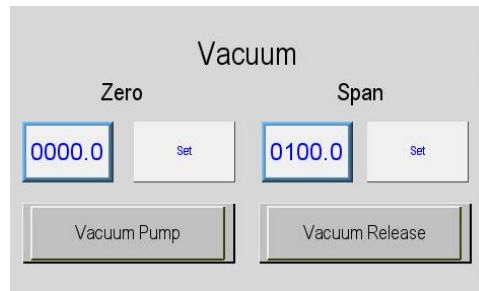 Vacuum
Zero Span
0000.0 Set 0100.0 Set
Vacuum Pump Vacuum Release